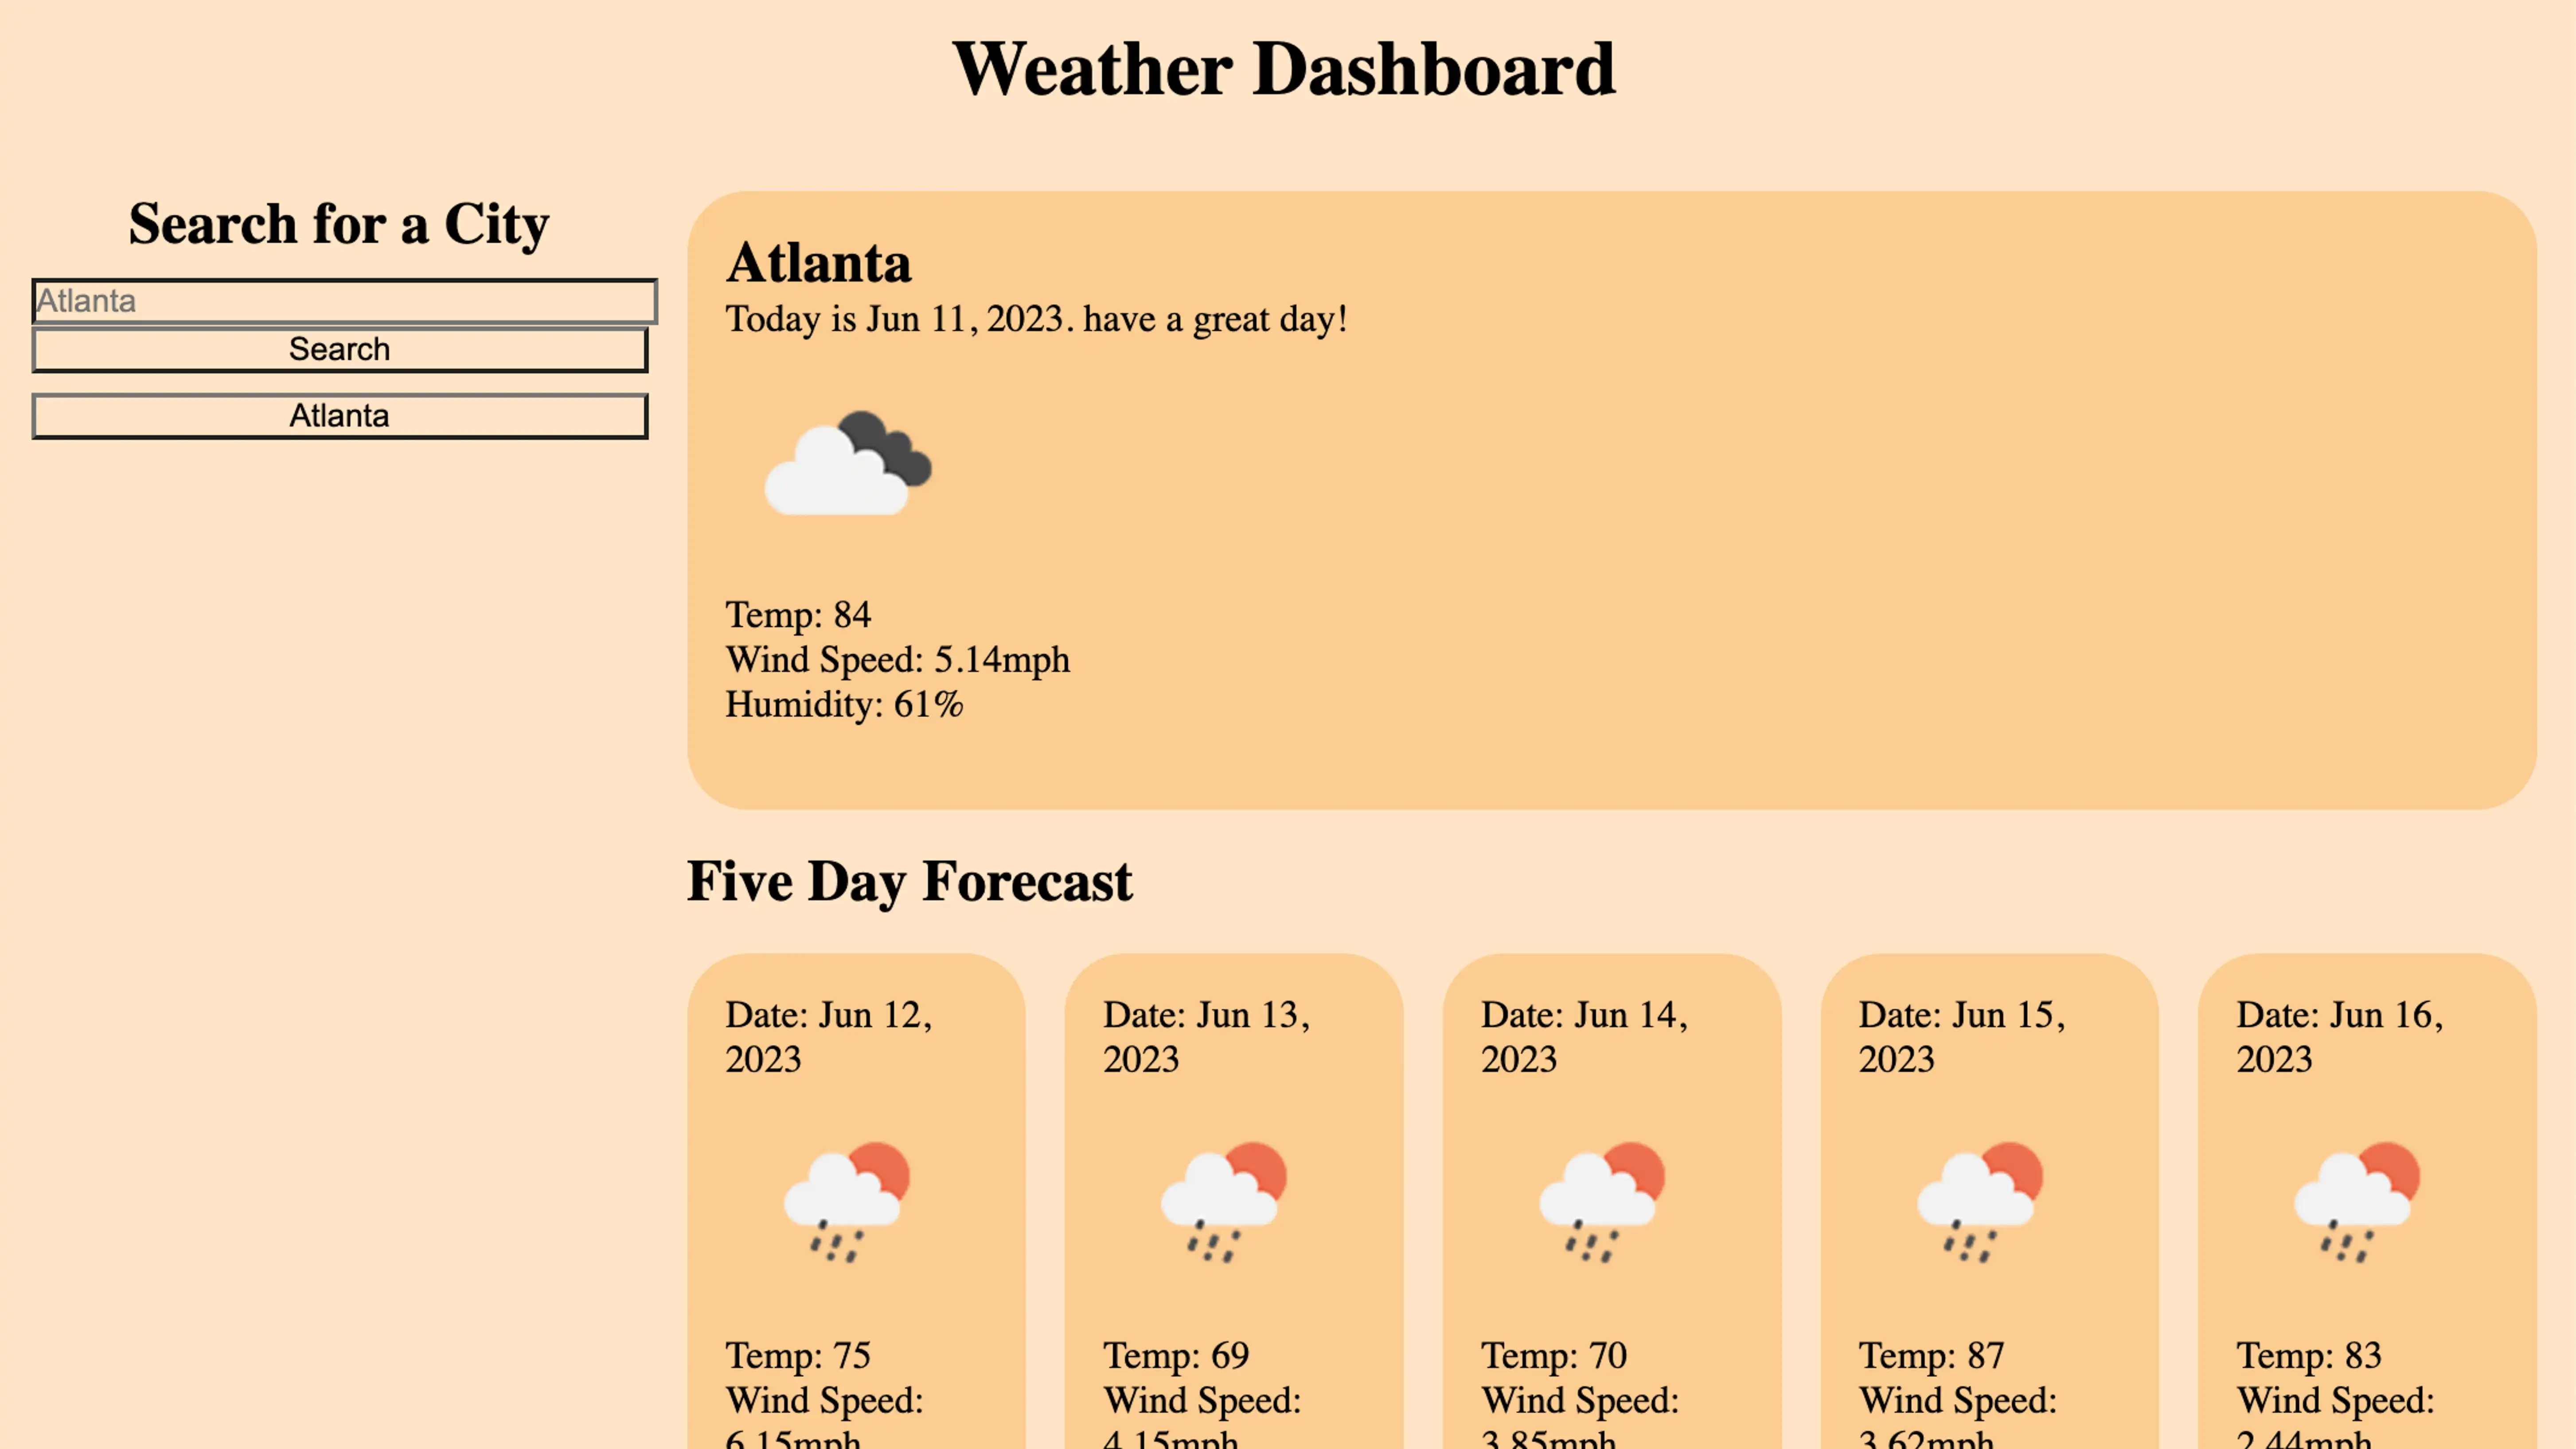 Weather Dashboard
Search for a City
Atlanta
Search
Atlanta
Atlanta
Today is Jun 11, 2023. have a great day!
Temp: 84
Wind Speed: 5.14mph
Humidity: 61%
Five Day Forecast
Date: Jun 12,
2023
Temp: 75
Wind Speed:
6.15mph
Date: Jun 13,
2023
Temp: 69
Wind Speed:
4.15mph
Date: Jun 14,
2023
Temp: 70
Wind Speed:
3.85mph
Date: Jun 15,
2023
Temp: 87
Wind Speed:
3.62mph
Date: Jun 16,
2023
Temp: 83
Wind Speed:
2.44mph